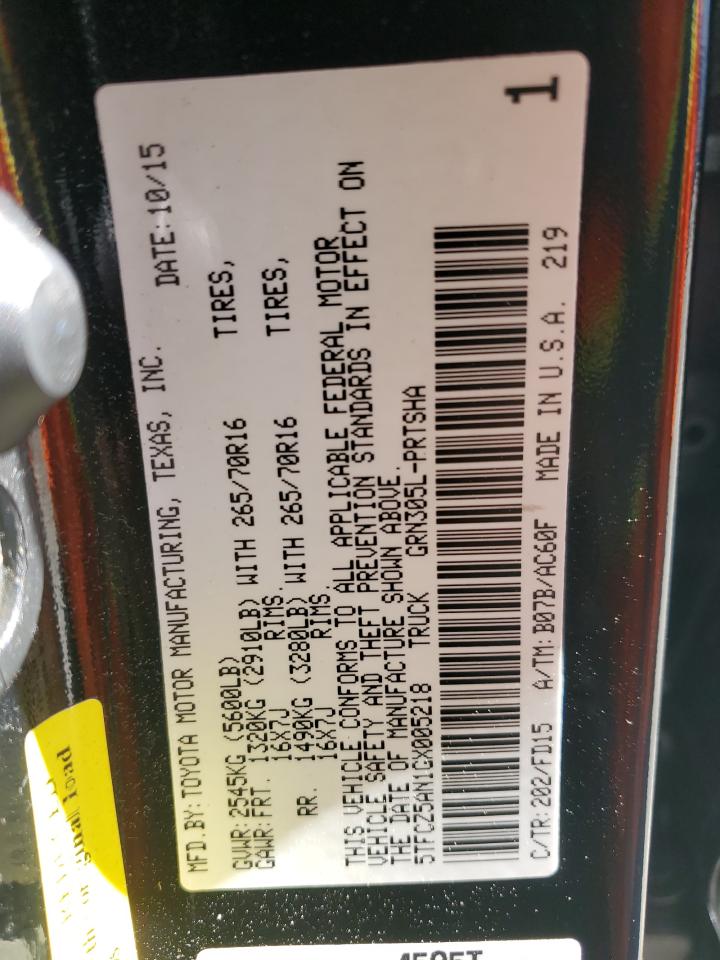 1
MFD.BY:TOYOTA MOTOR MANUFACTURING, TEXAS, INC. DATE:10/15
GVWR:2545KG (5600LB)
GAWR:FRT. 1320KG (2910LB) WITH 265/70R16 TIRES,
16X7J RIMS.
RR. 1490KG (3280LB) WITH 265/70R16 TIRES,
16X7J RIMS.
THIS VEHICLE CONFORMS TO ALL APPLICABLE FEDERAL MOTOR
VEHICLE SAFETY AND THEFT PREVENTION STANDARDS IN EFFECT ON
THE DATE OF MANUFACTURE SHOWN ABOVE.
5TFCZ5AN1GX005218 TRUCK GRN305L-PRTSHA
C/TR:202/FD15 A/TM:B07B/AC60F MADE IN U.S.A. 219
or small load